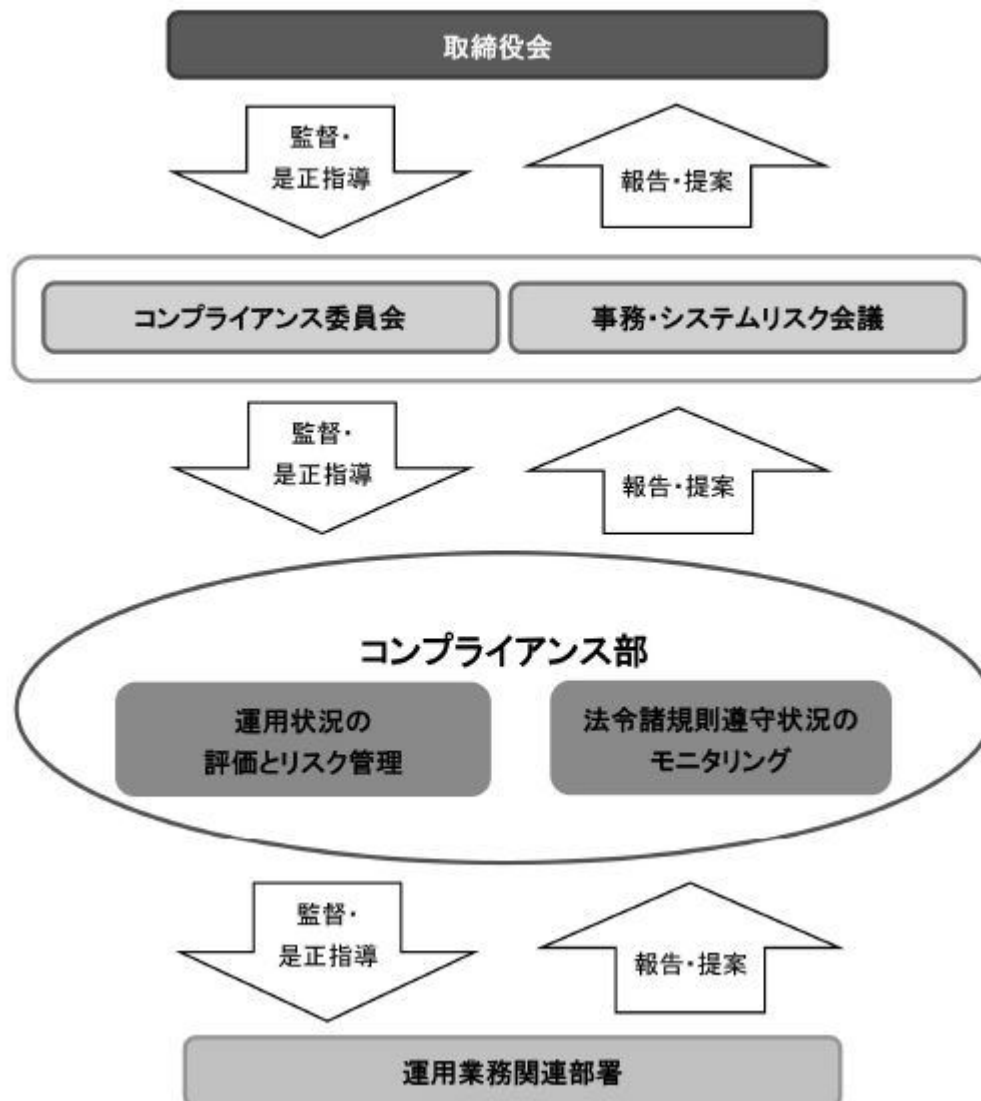 取締役会
監督・
是正指導
報告・提案
コンプライアンス委員会
事務・システムリスク会議
監督・
是正指導
報告・提案
コンプライアンス部
運用状況の
評価とリスク管理
法令諸規則遵守状況の
モニタリング
監督・
是正指導
報告・提案
運用業務関連部署